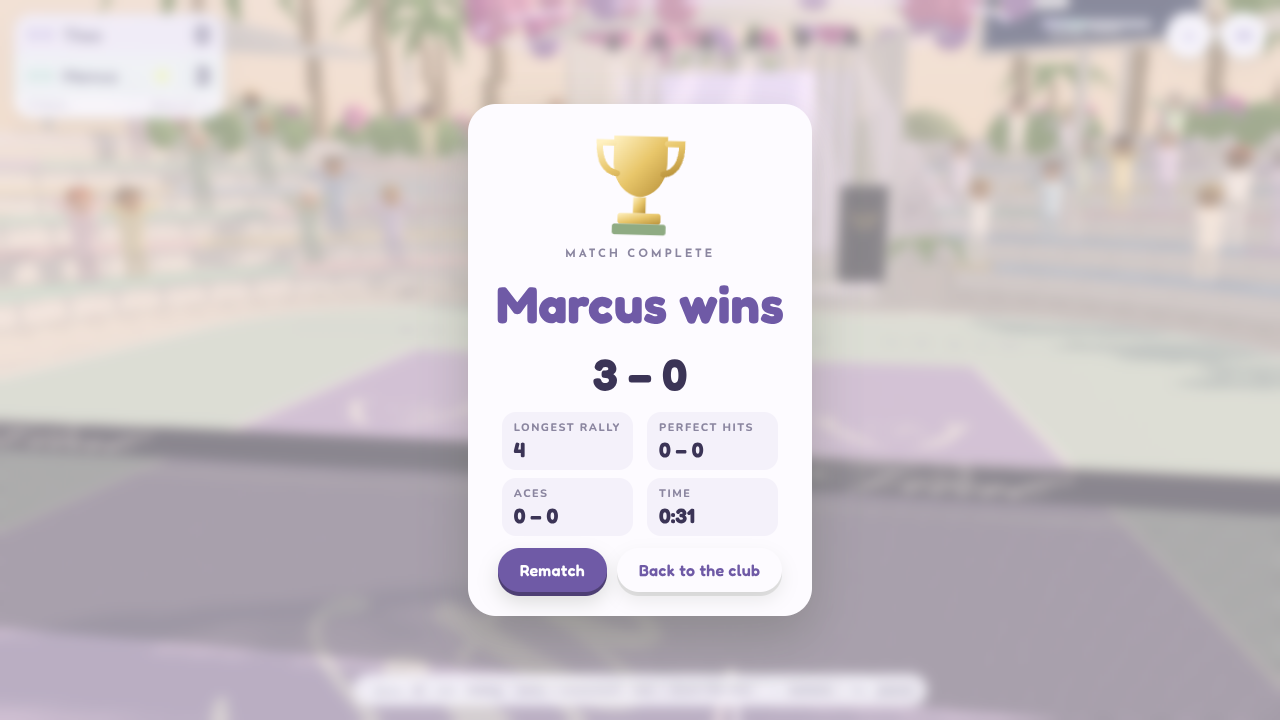 MATCH COMPLETE
Marcus wins
3 – 0
LONGEST RALLY
4
PERFECT HITS
0 – 0
ACES
0 – 0
TIME
0:31
Rematch
Back to the club